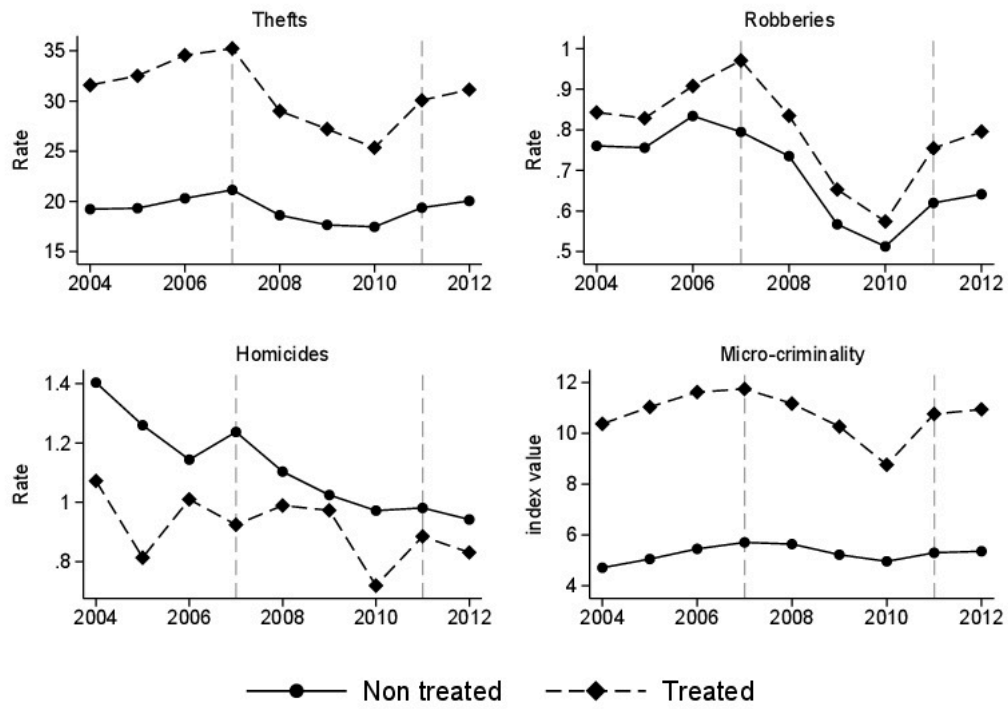 Thefts
Rate
35
30
25
20
15
2004 2006 2008 2010 2012
Robberies
Rate
1
.9
.8
.7
.6
.5
2004 2006 2008 2010 2012
Homicides
Rate
1.4
1.2
1
.8
2004 2006 2008 2010 2012
Micro-criminality
index value
12
10
8
6
4
2004 2006 2008 2010 2012
Non treated Treated